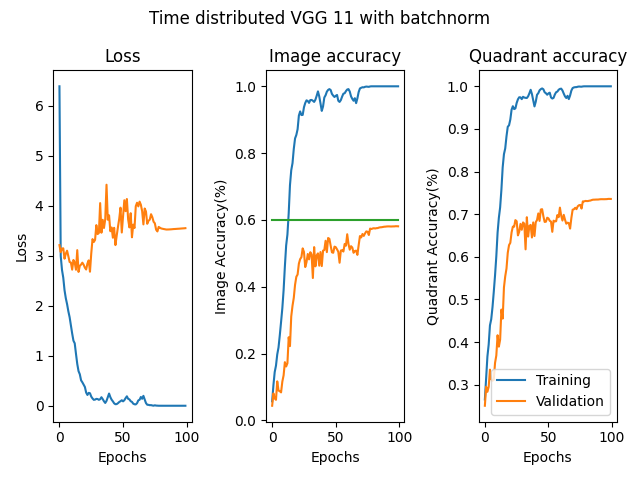 Time distributed VGG 11 with batchnorm
Loss
Loss
6
5
4
3
2
1
0
0
50
100
Epochs
Image accuracy
Image Accuracy(%)
1.0
0.8
0.6
0.4
0.2
0.0
0
50
100
Epochs
Quadrant accuracy
Quadrant Accuracy(%)
1.0
0.9
0.8
0.7
0.6
0.5
0.4
0.3
0
50
100
Epochs
Training
Validation